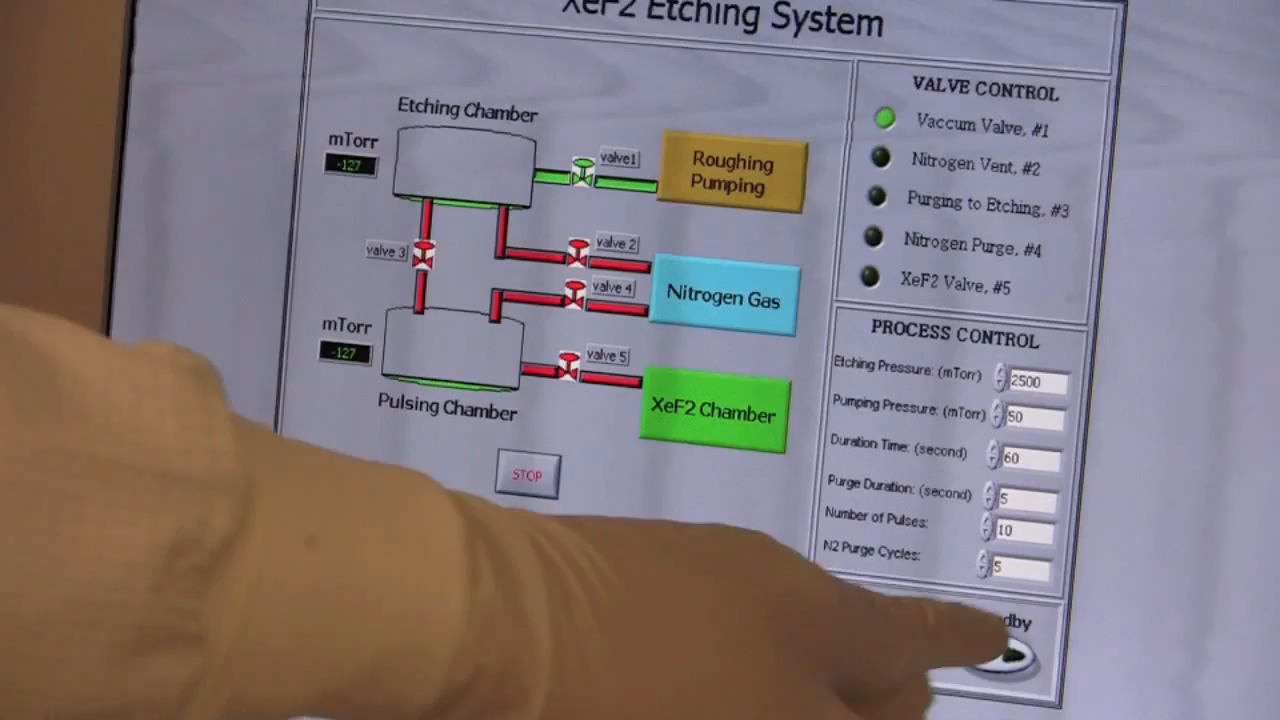 XeF2 Etching System
Etching Chamber
mTorr
-127
valve1
Roughing
Pumping
valve 2
valve 3
Nitrogen Gas
valve 4
mTorr
-127
valve 5
XeF2 Chamber
Pulsing Chamber
STOP
VALVE CONTROL
Vaccum Valve, #1
Nitrogen Vent, #2
Purging to Etching, #3
Nitrogen Purge, #4
XeF2 Valve, #5
PROCESS CONTROL
Etching Pressure: (mTorr) 2500
Pumping Pressure: (mTorr) 50
Duration Time: (second) 60
Purge Duration: (second) 5
Number of Pulses: 10
N2 Purge Cycles: 5
dby